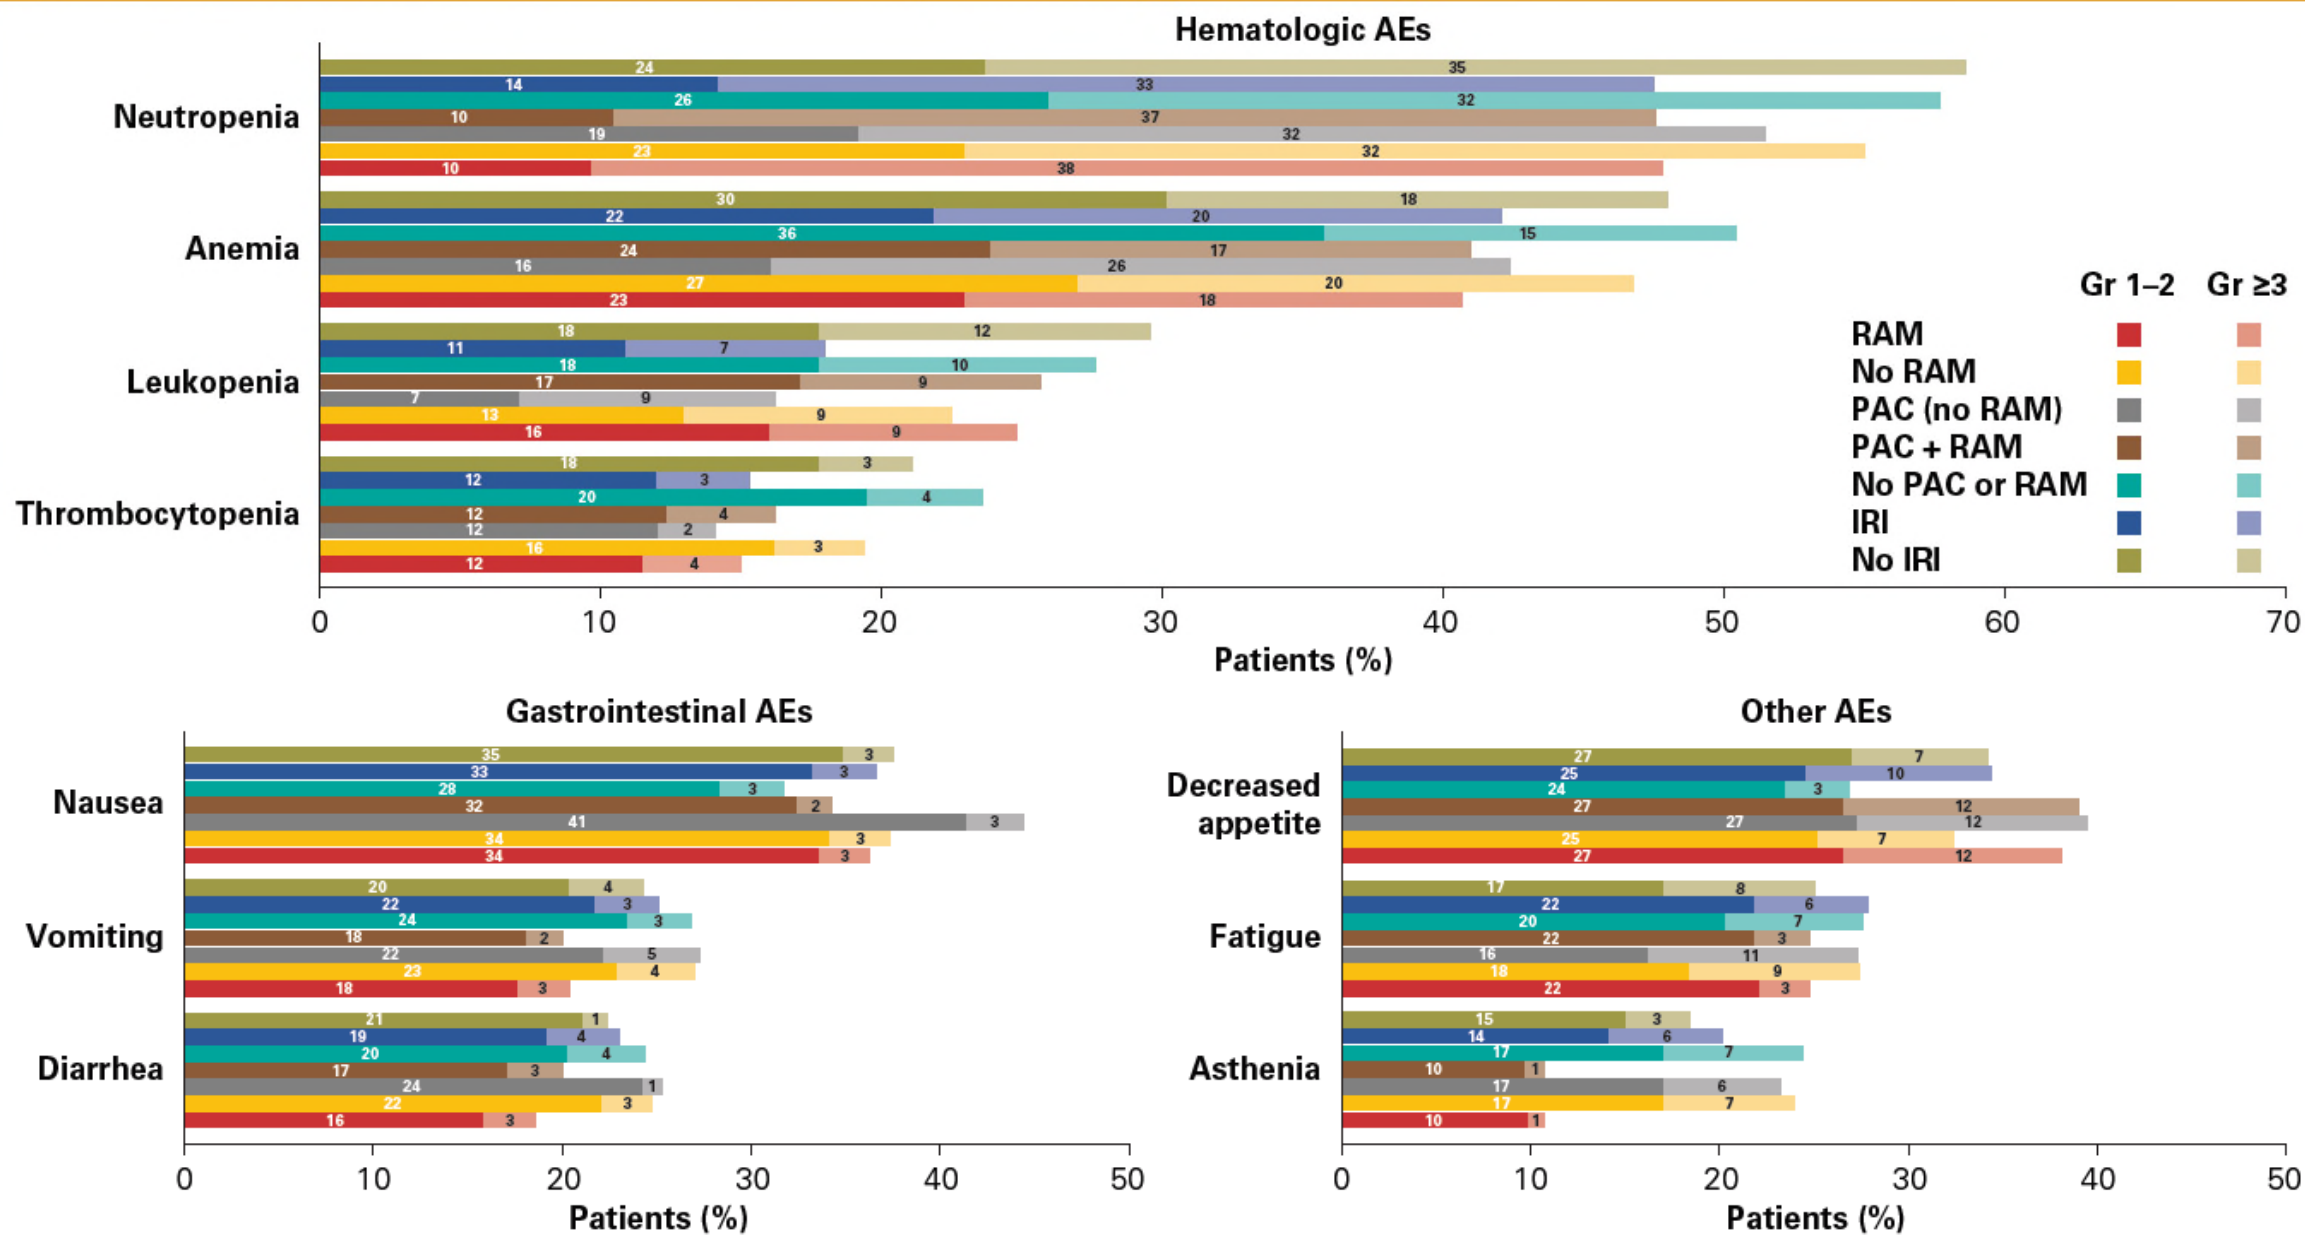 Hematologic AEs
Neutropenia
24 35
14 33
26 32
10 37
19 32
23 32
10 38
Anemia
30 18
22 20
36 15
24 17
16 26
27 20
23 18
Leukopenia
18 12
11 7
18 10
17 9
7 9
13 9
16 9
Thrombocytopenia
18 3
12 3
20 4
12 4
12 2
16 3
12 4
Gr 1–2 Gr ≥3
RAM
No RAM
PAC (no RAM)
PAC + RAM
No PAC or RAM
IRI
No IRI
0 10 20 30 40 50 60 70
Patients (%)
Gastrointestinal AEs
Nausea
35 3
33 3
28 3
32 2
41 3
34 3
34 3
Vomiting
20 4
22 3
24 3
18 2
22 5
23 4
18 3
Diarrhea
21 1
19 4
20 4
17 3
24 1
22 3
16 3
0 10 20 30 40 50
Patients (%)
Other AEs
Decreased
appetite
27 7
25 10
24 3
27 12
27 12
25 7
27 12
Fatigue
17 8
22 6
20 7
22 3
16 11
18 9
22 3
Asthenia
15 3
14 6
17 7
10 1
17 6
17 7
10 1
0 10 20 30 40 50
Patients (%)